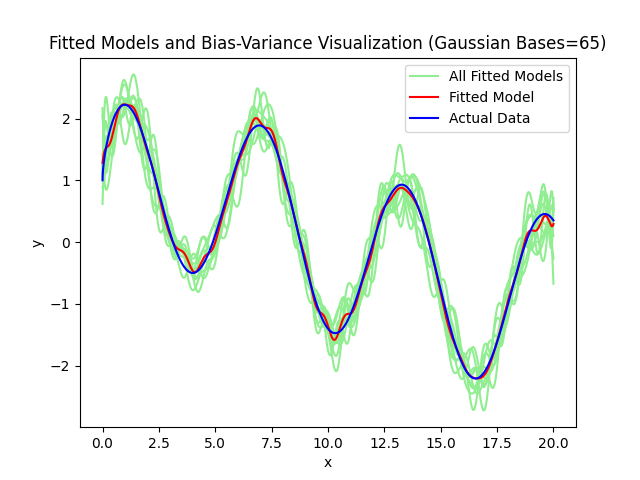 Fitted Models and Bias-Variance Visualization (Gaussian Bases=65)
All Fitted Models
Fitted Model
Actual Data
y
2
1
0
−1
−2
0.0 2.5 5.0 7.5 10.0 12.5 15.0 17.5 20.0
x